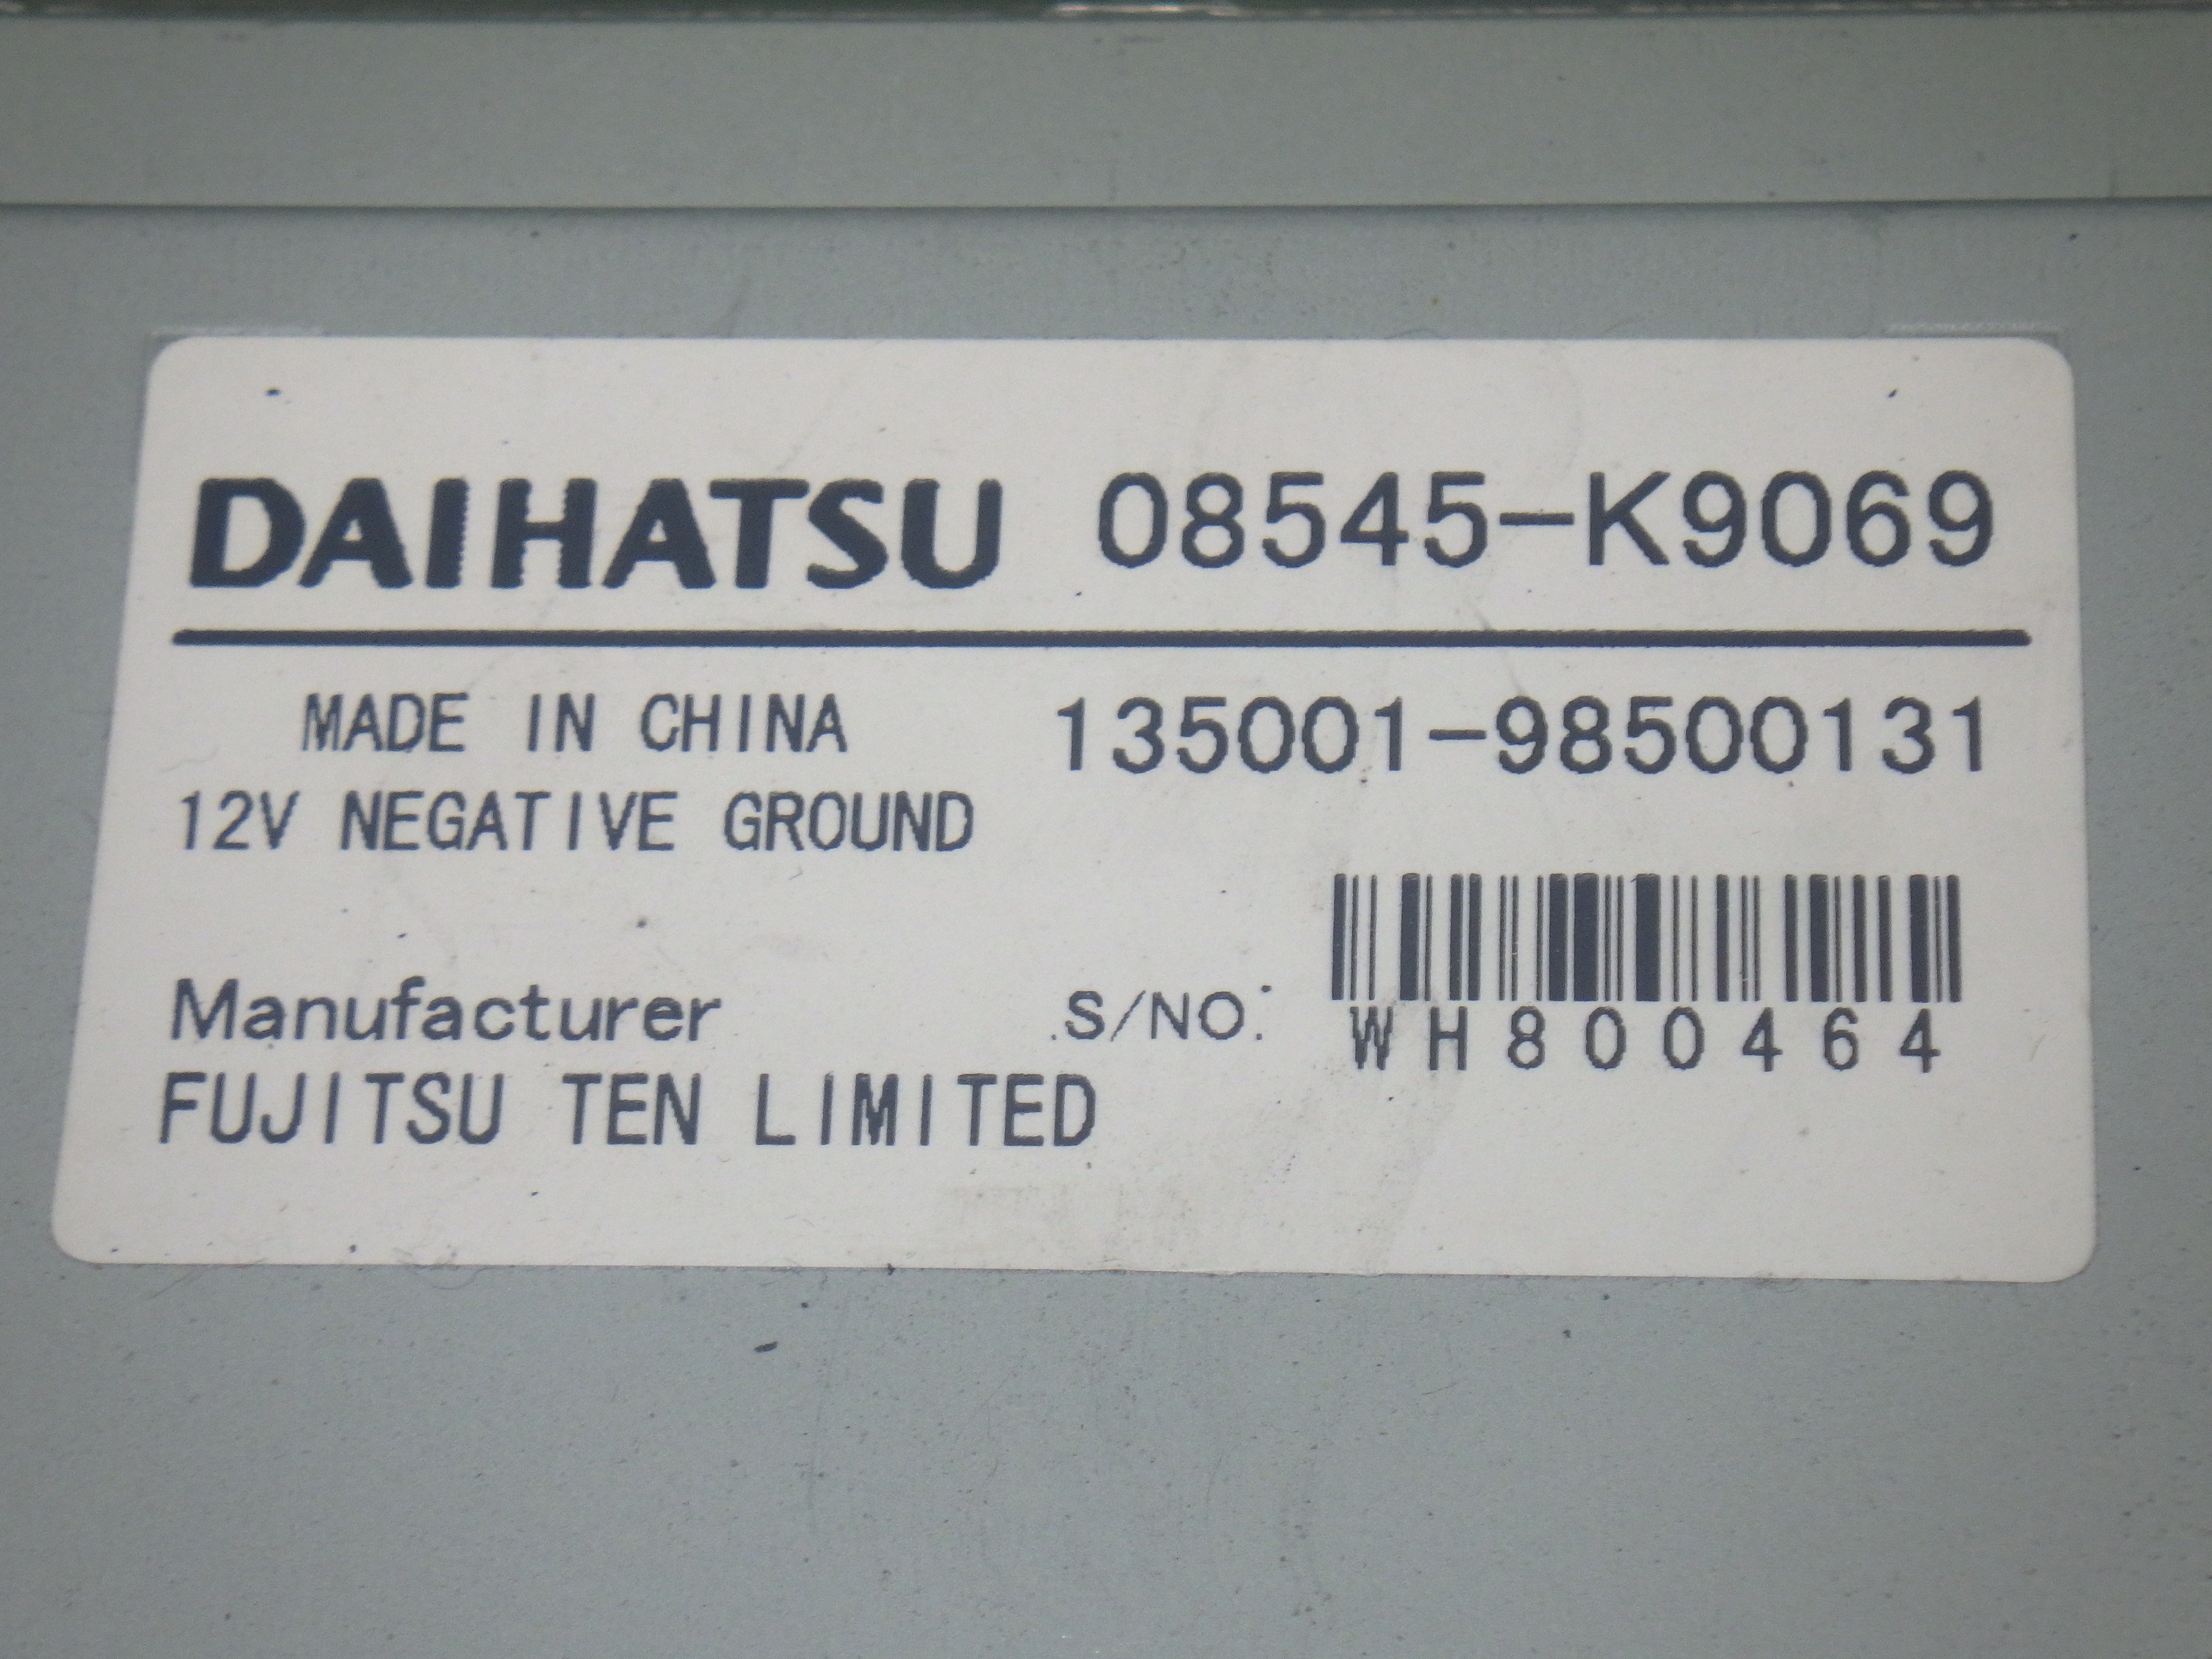 DAIHATSU 08545-K9069
MADE IN CHINA 135001-98500131
12V NEGATIVE GROUND
Manufacturer S/NO:
WH800464
FUJITSU TEN LIMITED